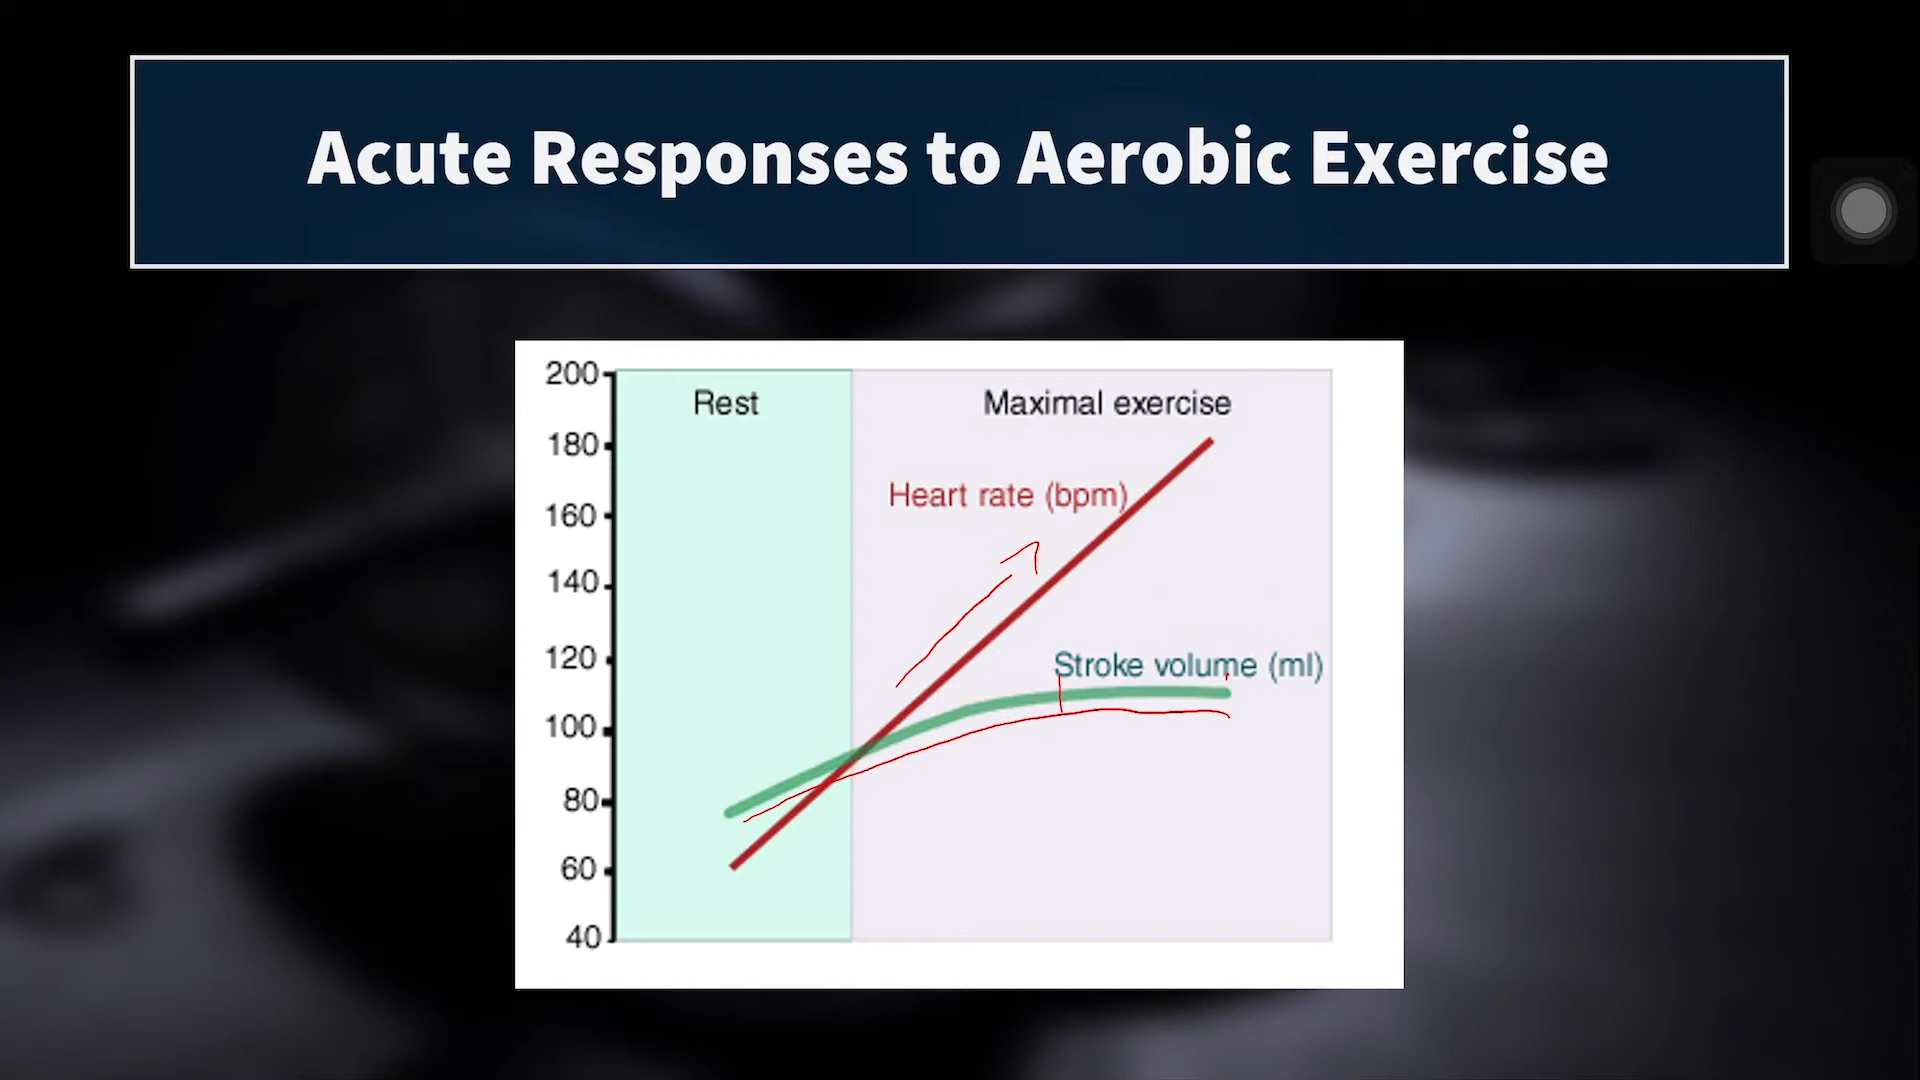 Acute Responses to Aerobic Exercise
200
Rest
Maximal exercise
180
Heart rate (bpm)
160
140
120
Stroke volume (ml)
100
80
60
40